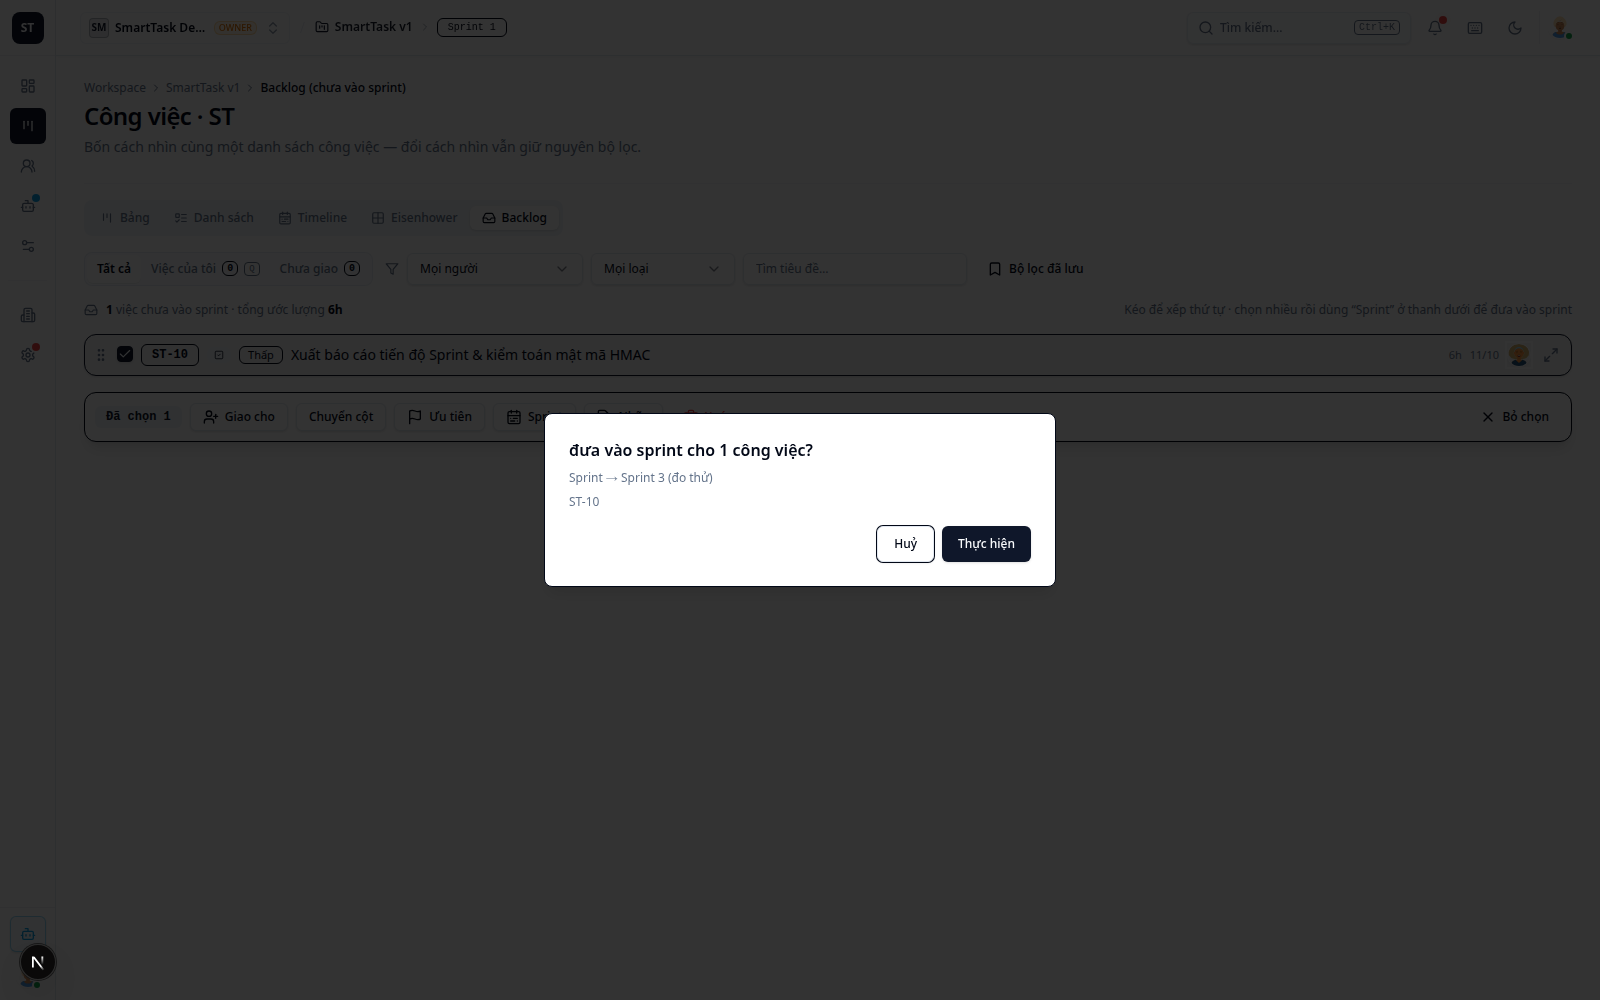 ST
SM SmartTask De... OWNER
SmartTask v1
Sprint 1
Tìm kiếm...
Ctrl+K
Workspace > SmartTask v1 > Backlog (chưa vào sprint)
Công việc · ST
Bốn cách nhìn cùng một danh sách công việc — đổi cách nhìn vẫn giữ nguyên bộ lọc.
Bảng Danh sách Timeline Eisenhower Backlog
Tất cả Việc của tôi 0 Q Chưa giao 0 Mọi người Mọi loại Tìm tiêu đề... Bộ lọc đã lưu
1 việc chưa vào sprint · tổng ước lượng 6h
Kéo để xếp thứ tự · chọn nhiều rồi dùng “Sprint” ở thanh dưới để đưa vào sprint
ST-10 Thấp Xuất báo cáo tiến độ Sprint & kiểm toán mật mã HMAC 6h 11/10
Đã chọn 1 Giao cho Chuyển cột Ưu tiên Spr Bỏ chọn
đưa vào sprint cho 1 công việc?
Sprint → Sprint 3 (đo thử)
ST-10
Huỷ Thực hiện
N